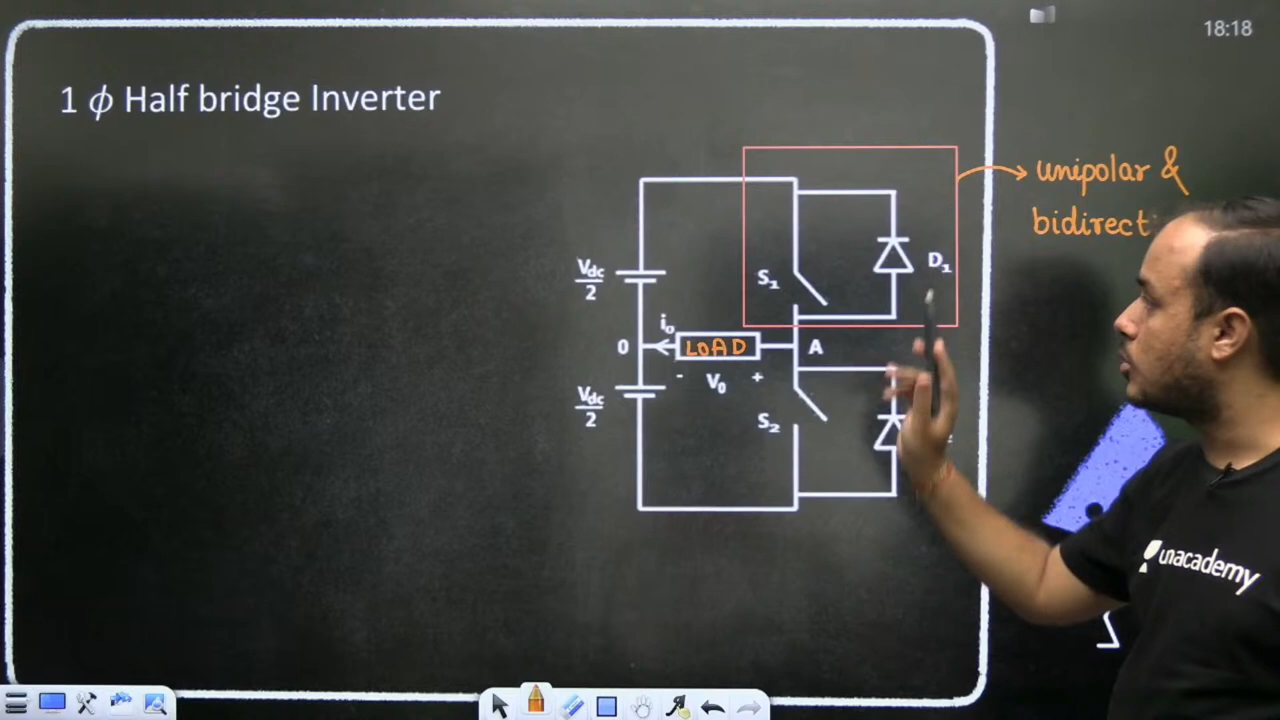 18:18
1 ϕ Half bridge Inverter
unipolar &
bidirect
Vdc
2
S₁
D₁
i₀
0
LOAD
A
- V₀ +
Vdc
2
S₂
unacademy